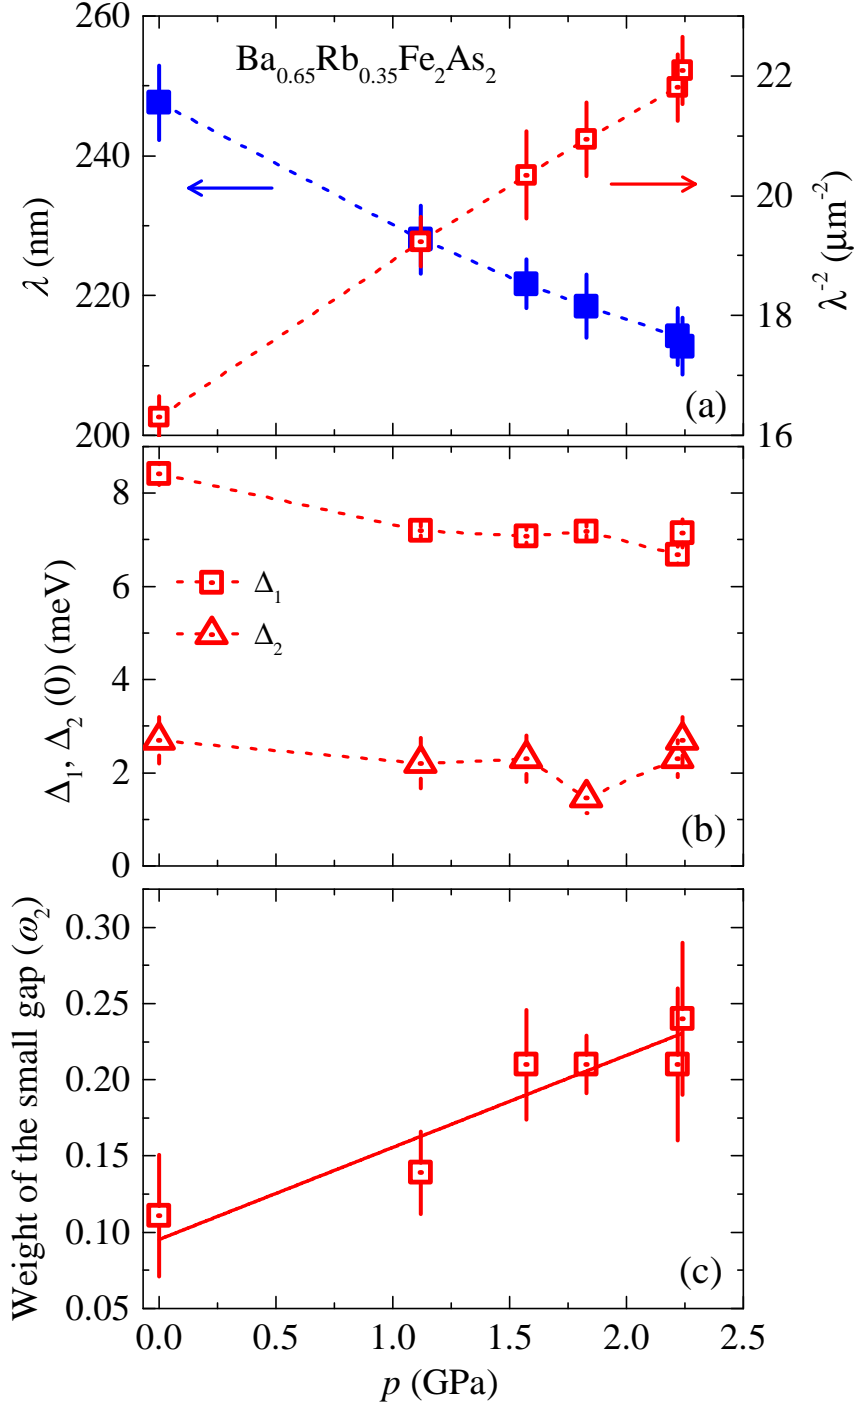 Ba₀.₆₅Rb₀.₃₅Fe₂As₂
260
240
220
200
λ (nm)
22
20
18
16
λ⁻² (μm⁻²)
(a)
8
6
4
2
0
Δ₁, Δ₂ (0) (meV)
Δ₁
Δ₂
(b)
0.30
0.25
0.20
0.15
0.10
0.05
Weight of the small gap (ω₂)
(c)
0.0 0.5 1.0 1.5 2.0 2.5
p (GPa)